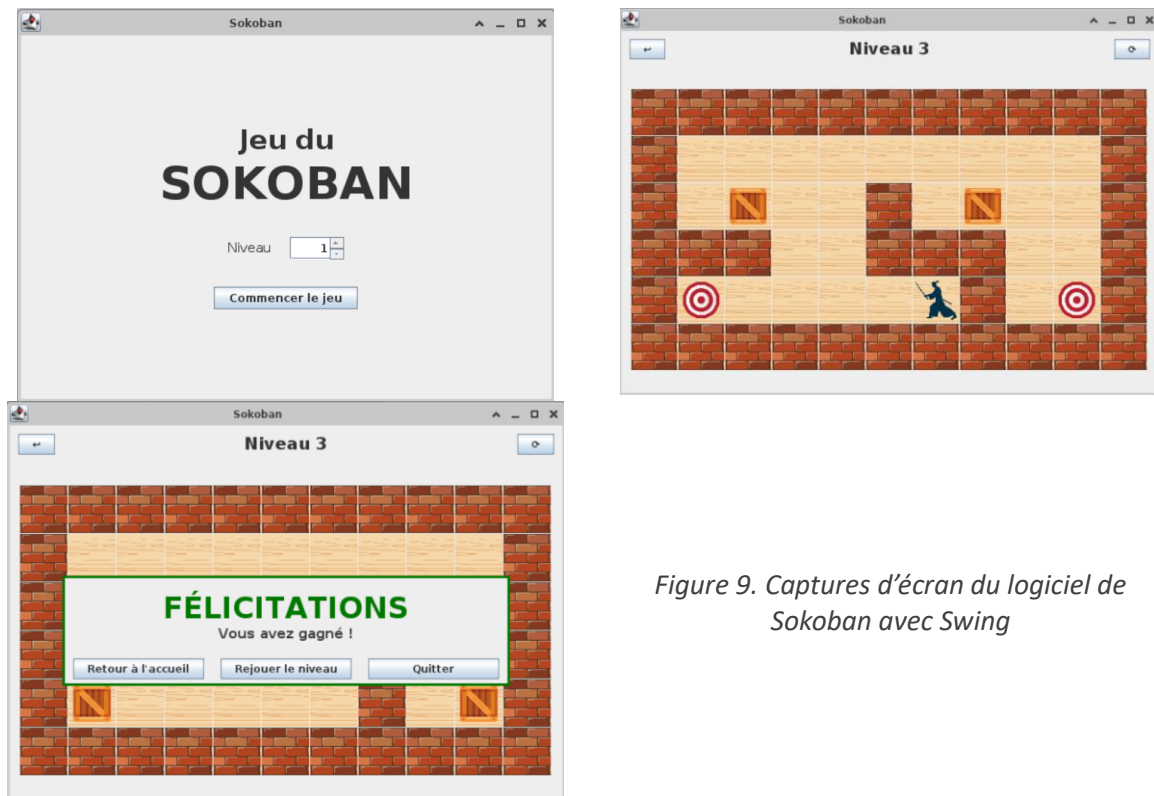 Sokoban
Jeu du
SOKOBAN
Niveau 1
Commencer le jeu
Sokoban
Niveau 3
Sokoban
Niveau 3
FÉLICITATIONS
Vous avez gagné !
Retour à l'accueil Rejouer le niveau Quitter
Figure 9. Captures d’écran du logiciel de
Sokoban avec Swing